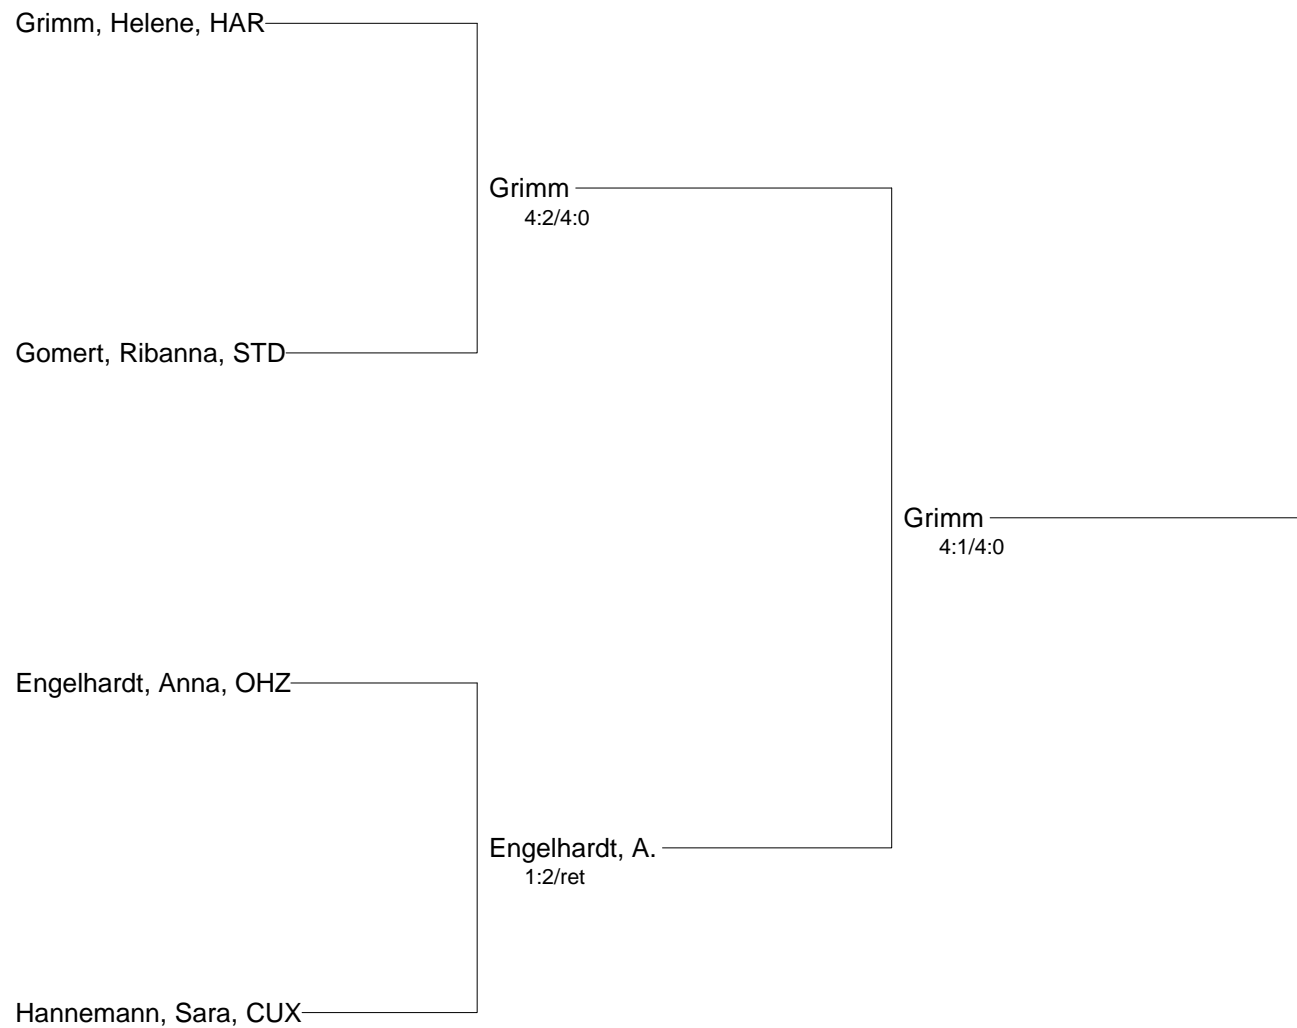 Grimm, Helene, HAR
Grimm
4:2/4:0
Gomert, Ribanna, STD
Grimm
4:1/4:0
Engelhardt, Anna, OHZ
Engelhardt, A.
1:2/ret
Hannemann, Sara, CUX